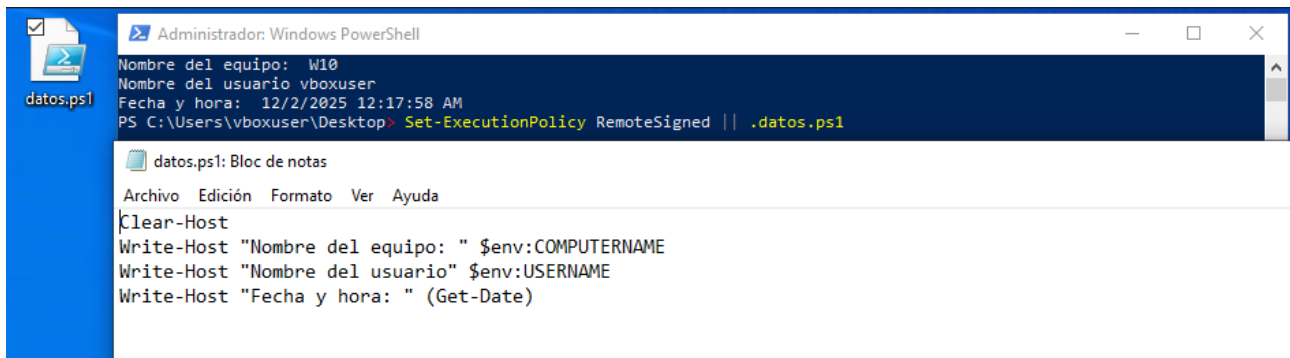 datos.ps1
Administrador: Windows PowerShell
Nombre del equipo:  W10
Nombre del usuario vboxuser
Fecha y hora:  12/2/2025 12:17:58 AM
PS C:\Users\vboxuser\Desktop> Set-ExecutionPolicy RemoteSigned || .datos.ps1
datos.ps1: Bloc de notas
Archivo Edición Formato Ver Ayuda
Clear-Host
Write-Host "Nombre del equipo: " $env:COMPUTERNAME
Write-Host "Nombre del usuario" $env:USERNAME
Write-Host "Fecha y hora: " (Get-Date)